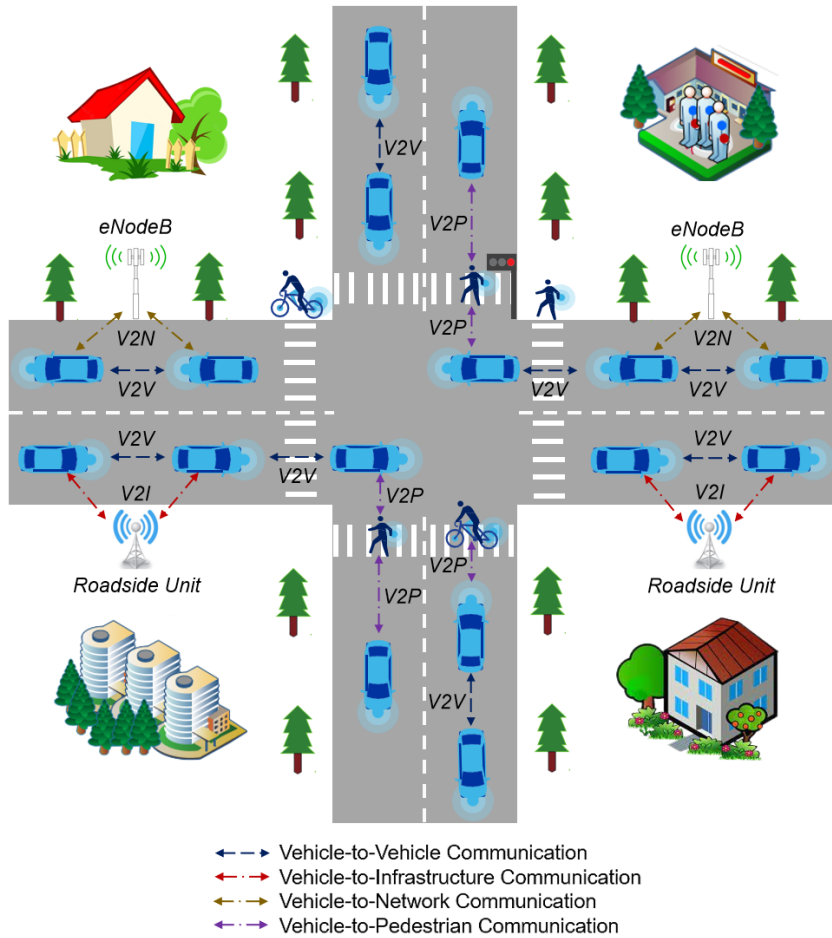 V2V
V2P
eNodeB
eNodeB
V2N
V2P
V2N
V2V
V2V
V2V
V2V
V2V
V2V
V2I
V2P
V2I
Roadside Unit
V2P
Roadside Unit
V2P
V2V
Vehicle-to-Vehicle Communication
Vehicle-to-Infrastructure Communication
Vehicle-to-Network Communication
Vehicle-to-Pedestrian Communication